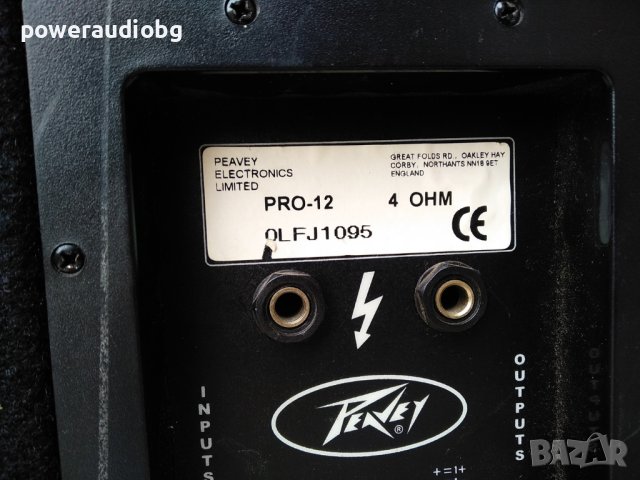 poweraudiobg
PEAVEY
ELECTRONICS
LIMITED
GREAT FOLDS RD., OAKLEY HAY
CORBY, NORTHANTS NN18 9ET
ENGLAND
PRO-12 4 OHM
0LFJ1095
CE
INPUTS
PEAVEY®
OUTPUTS
BAZAR